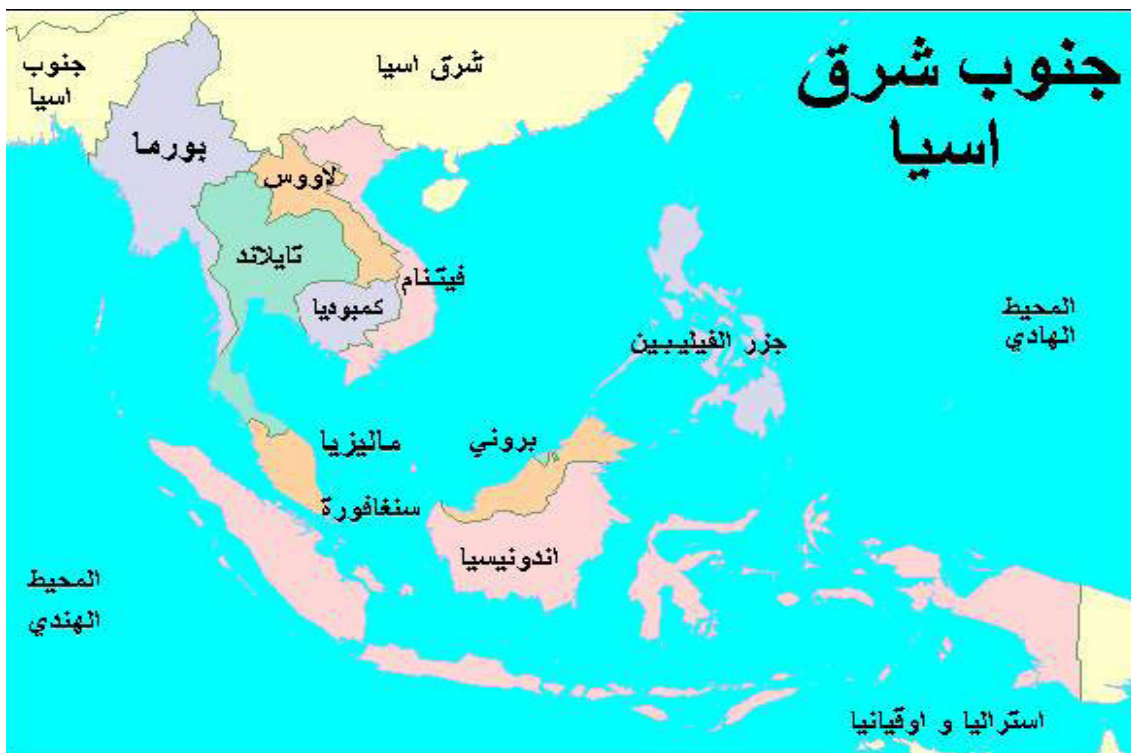 جنوب شرق
اسيا
شرق اسيا
جنوب
اسيا
بورما
لاووس
تايلاند
فيتنام
كمبوديا
المحيط
الهادي
جزر الفيليبين
ماليزيا
بروني
سنغافورة
اندونيسيا
المحيط
الهندي
استراليا و اوقيانيا